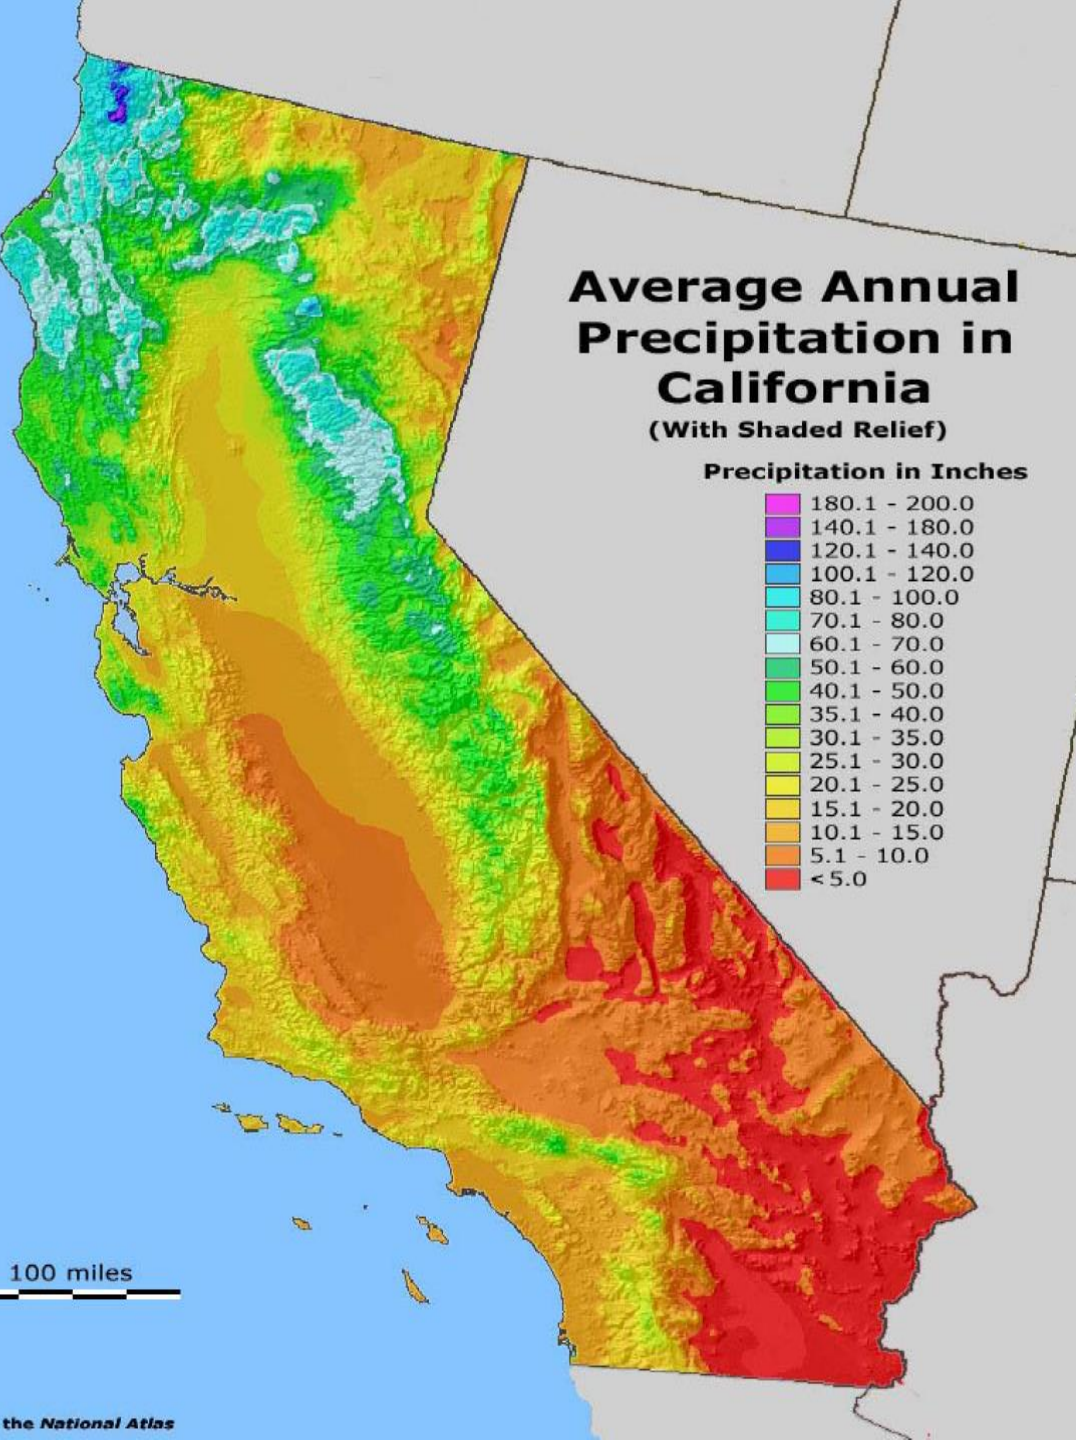 Average Annual
Precipitation in
California
(With Shaded Relief)
Precipitation in Inches
180.1 - 200.0
140.1 - 180.0
120.1 - 140.0
100.1 - 120.0
80.1 - 100.0
70.1 - 80.0
60.1 - 70.0
50.1 - 60.0
40.1 - 50.0
35.1 - 40.0
30.1 - 35.0
25.1 - 30.0
20.1 - 25.0
15.1 - 20.0
10.1 - 15.0
5.1 - 10.0
<5.0
100 miles
the National Atlas